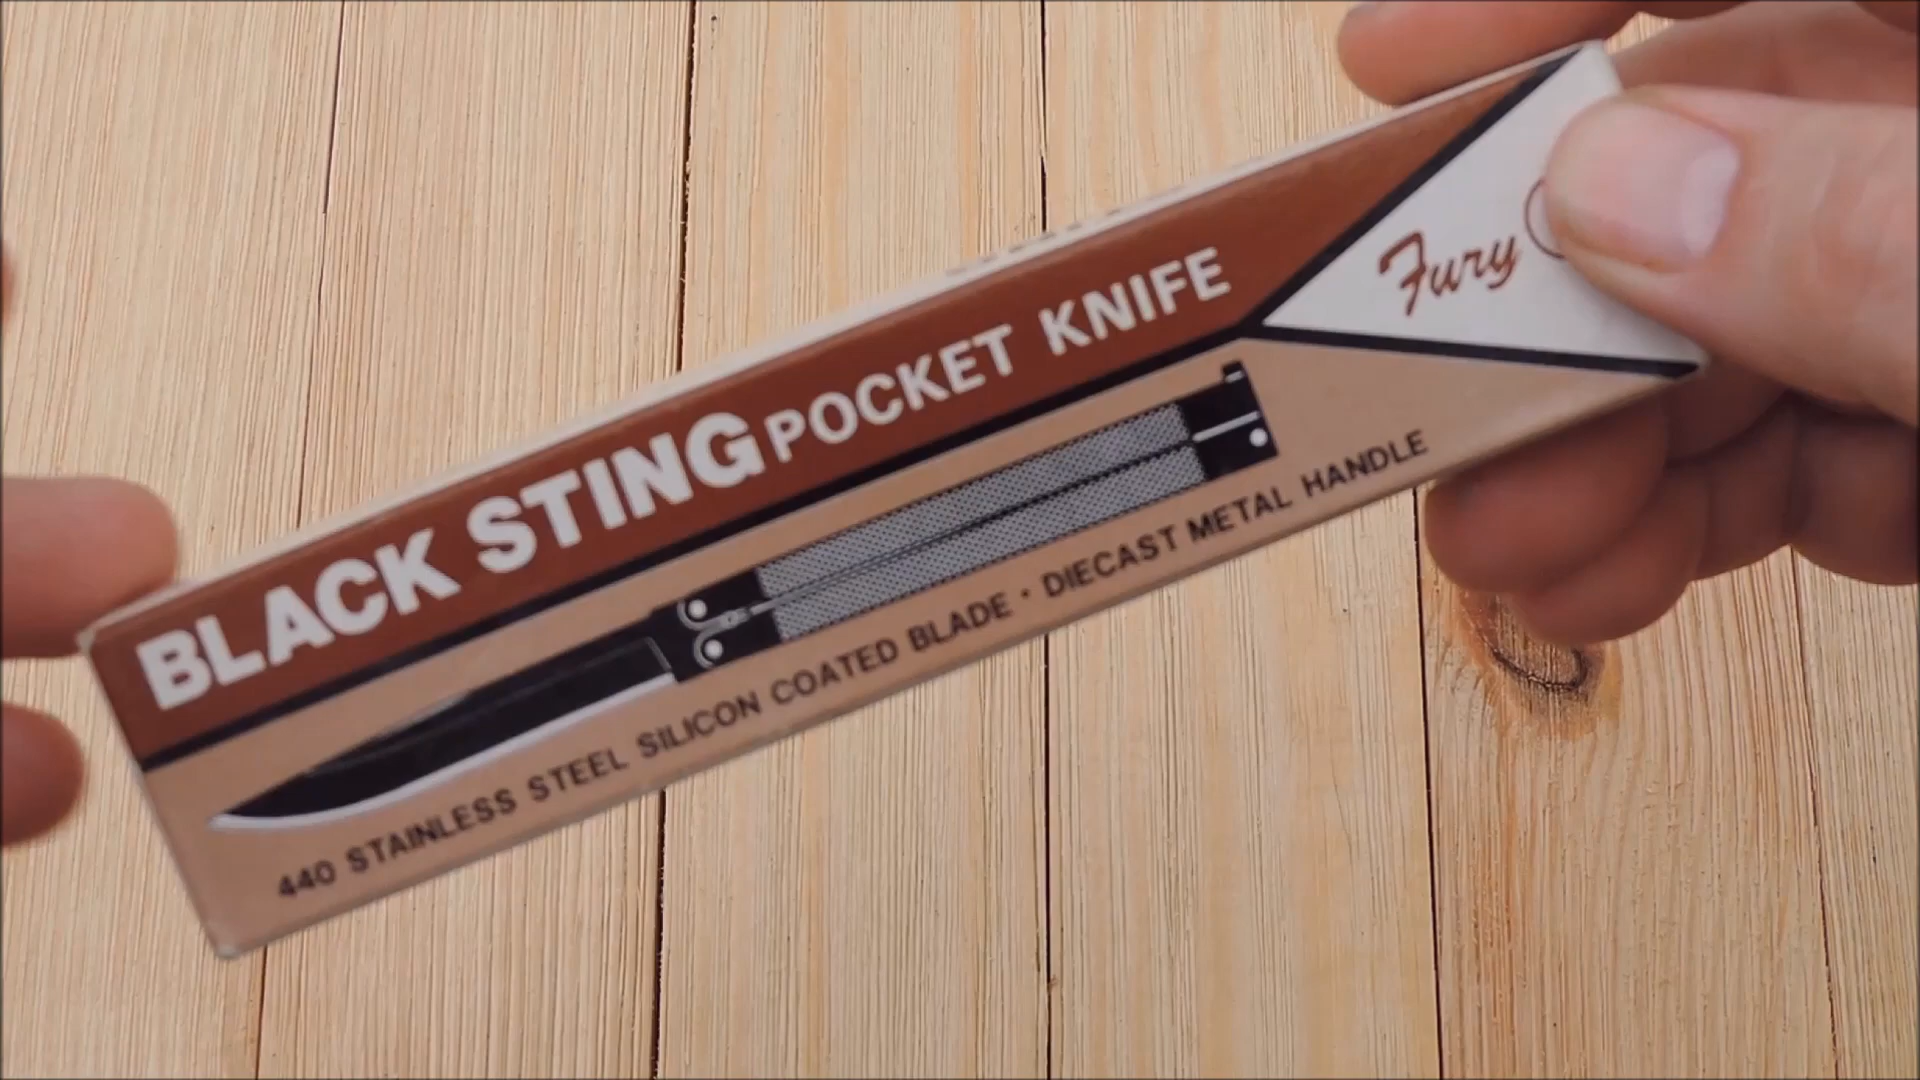 BLACK STING POCKET KNIFE
Fury
440 STAINLESS STEEL SILICON COATED BLADE · DIECAST METAL HANDLE